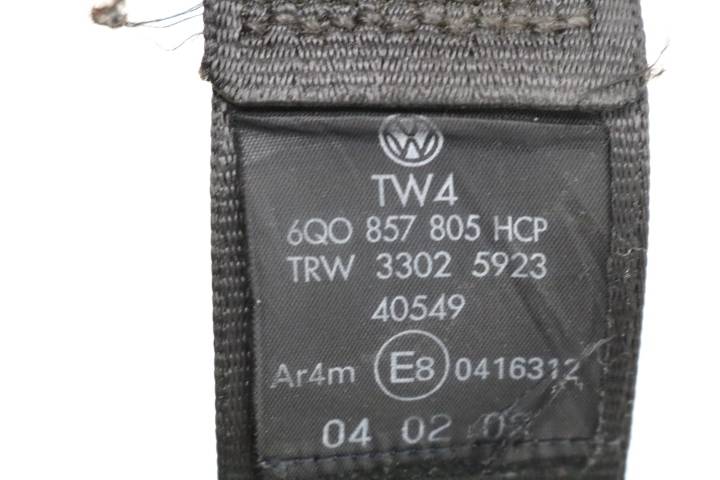 TW4
6Q0 857 805 HCP
TRW 3302 5923
40549
Ar4m E8 0416312
04 02